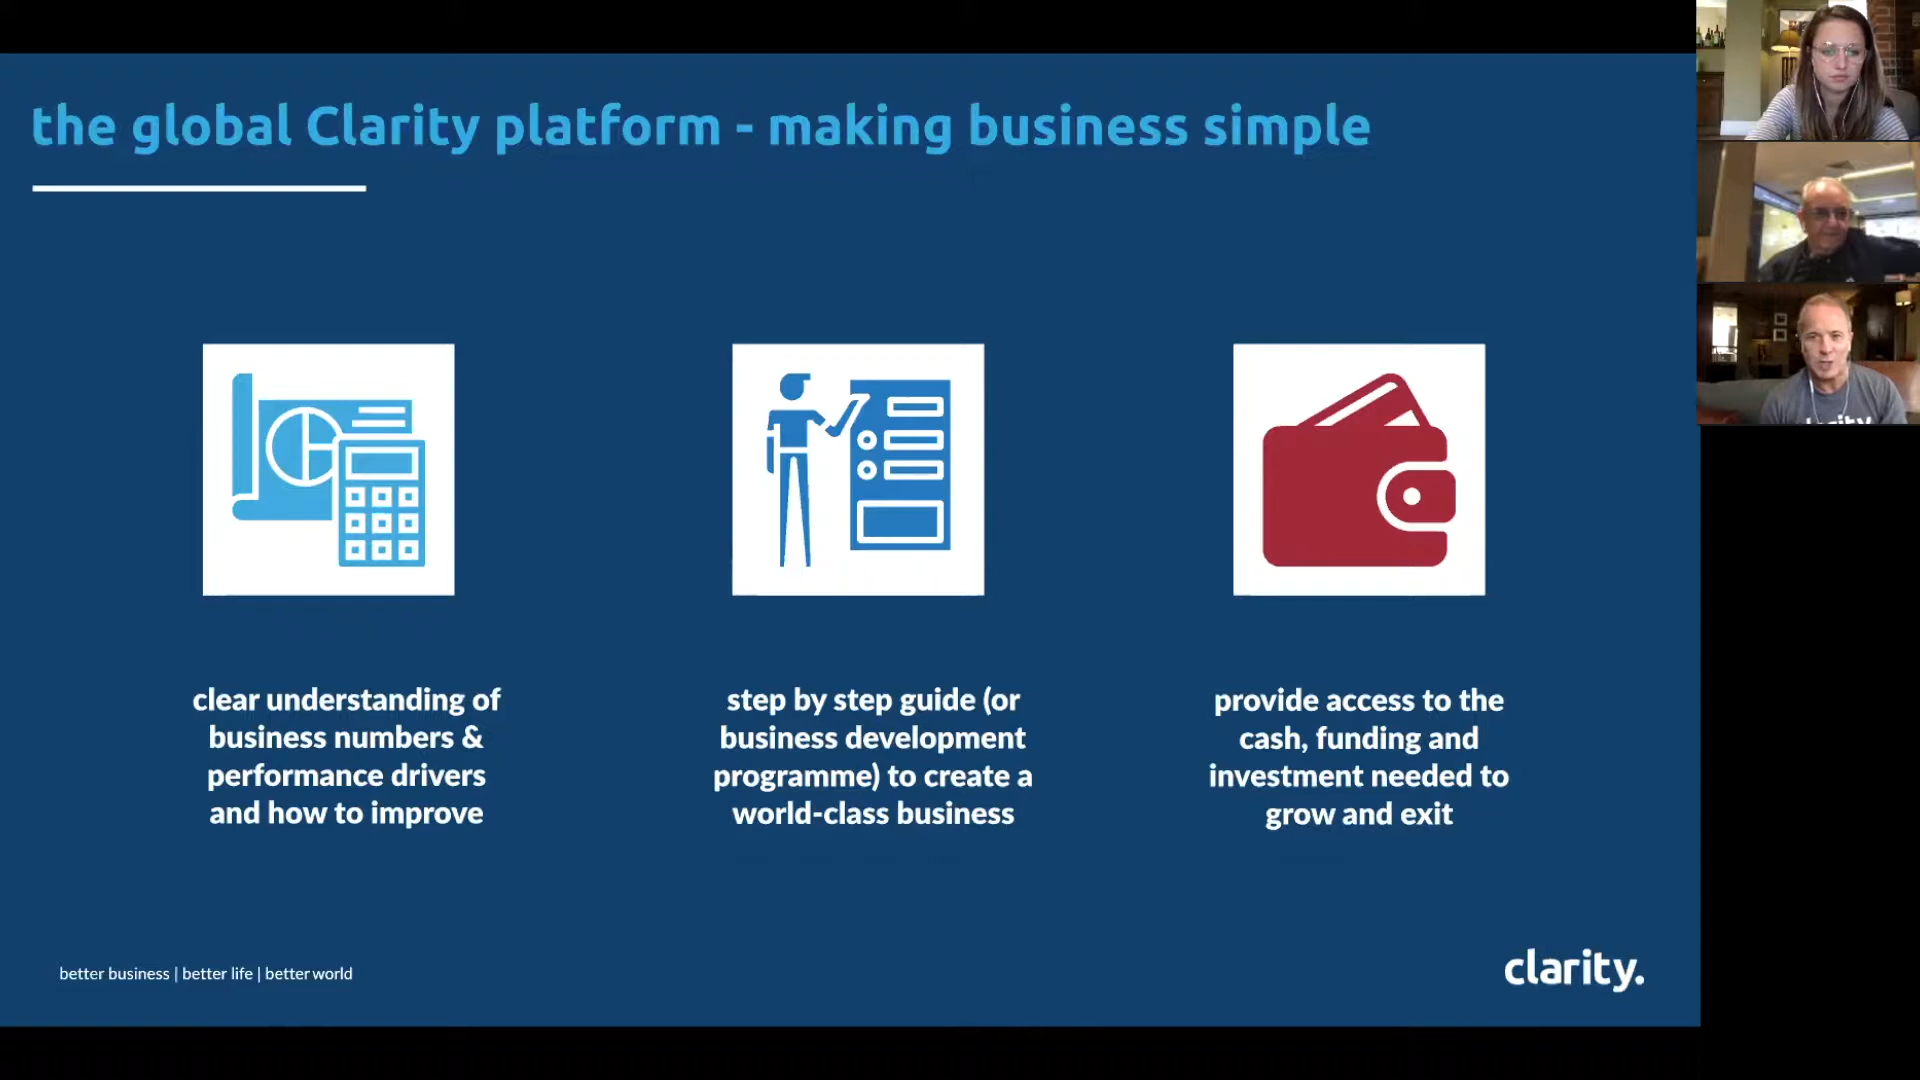 the global Clarity platform - making business simple
clear understanding of
business numbers &
performance drivers
and how to improve
step by step guide (or
business development
programme) to create a
world-class business
provide access to the
cash, funding and
investment needed to
grow and exit
better business | better life | better world
clarity.